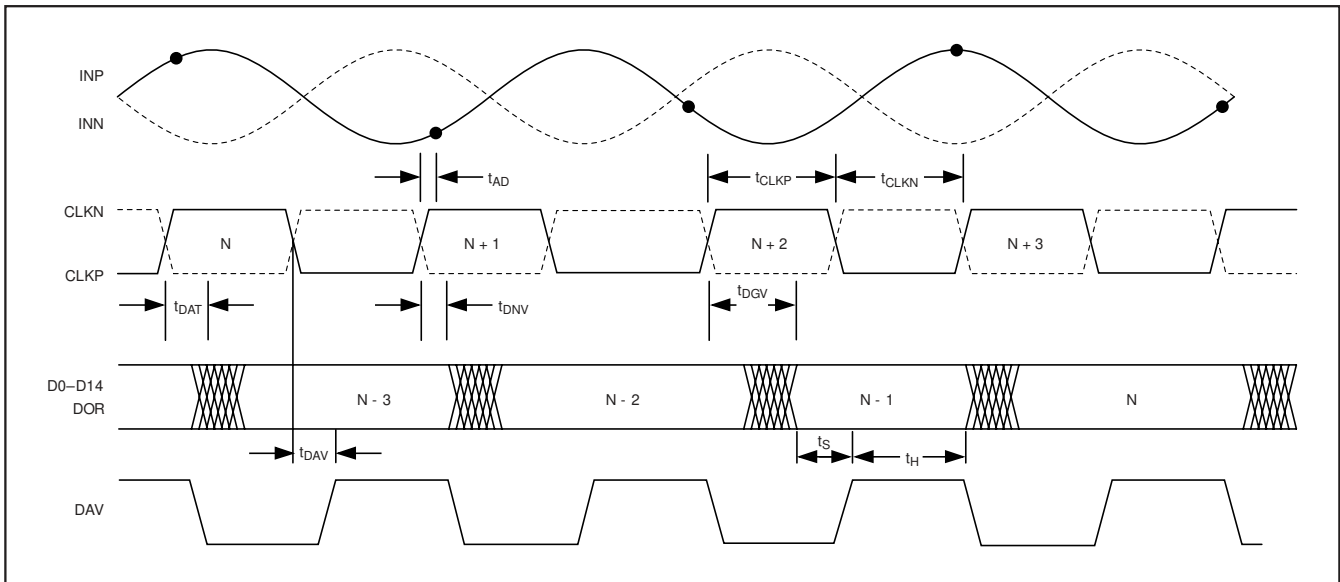 INP
INN
tAD
tCLKP
tCLKN
CLKN
N
N + 1
N + 2
N + 3
CLKP
tDAT
tDNV
tDGV
D0–D14
DOR
N - 3
N - 2
N - 1
N
tDAV
tS
tH
DAV